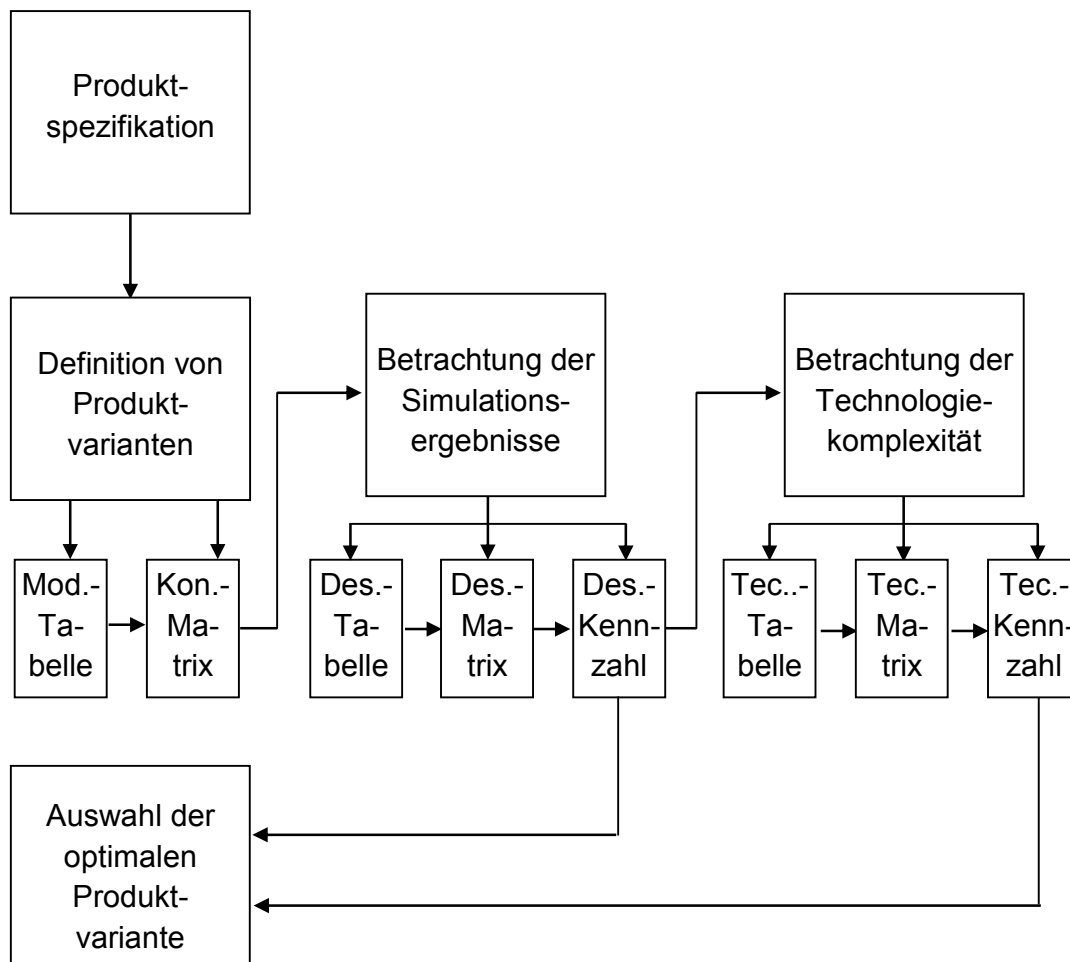 Produkt-
spezifikation
Definition von
Produkt-
varianten
Betrachtung der
Simulations-
ergebnisse
Betrachtung der
Technologie-
komplexität
Mod.-
Ta-
belle
Kon.-
Ma-
trix
Des.-
Ta-
belle
Des.-
Ma-
trix
Des.-
Kenn-
zahl
Tec..-
Ta-
belle
Tec.-
Ma-
trix
Tec.-
Kenn-
zahl
Auswahl der
optimalen
Produkt-
variante